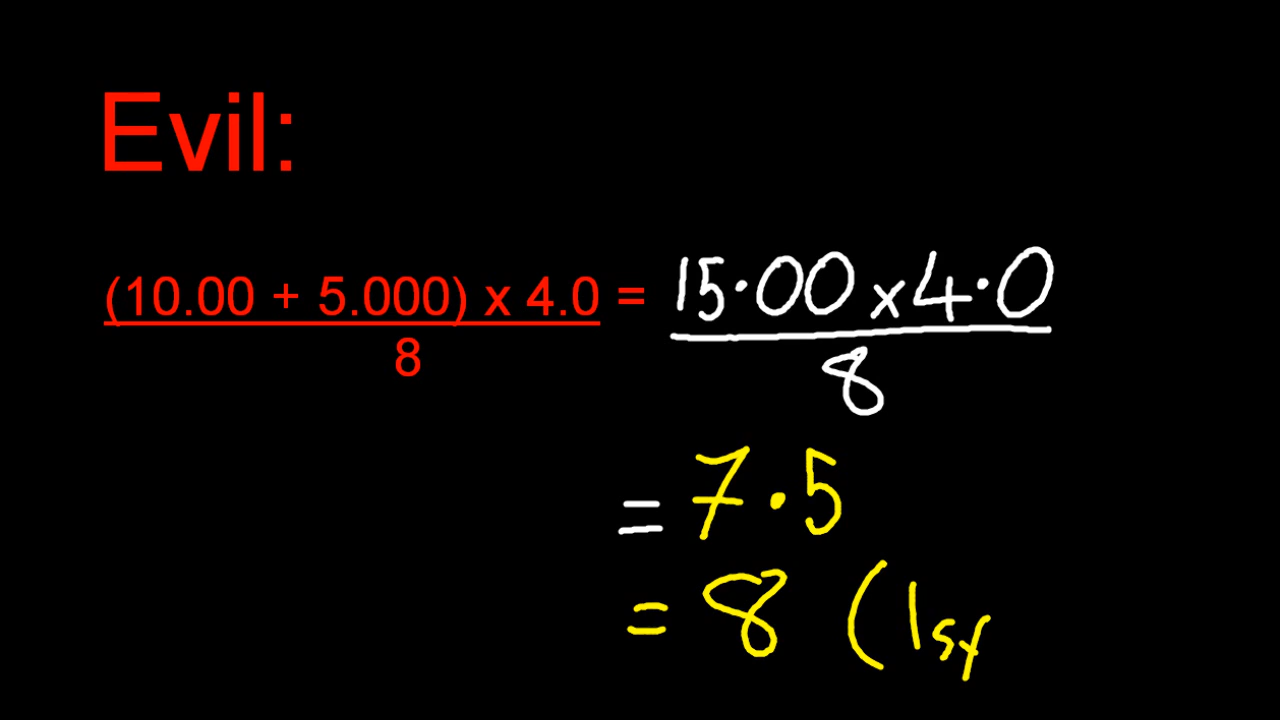 Evil:
(10.00 + 5.000) x 4.0 = 15.00 x 4.0
8 8
= 7.5
= 8 (1sf